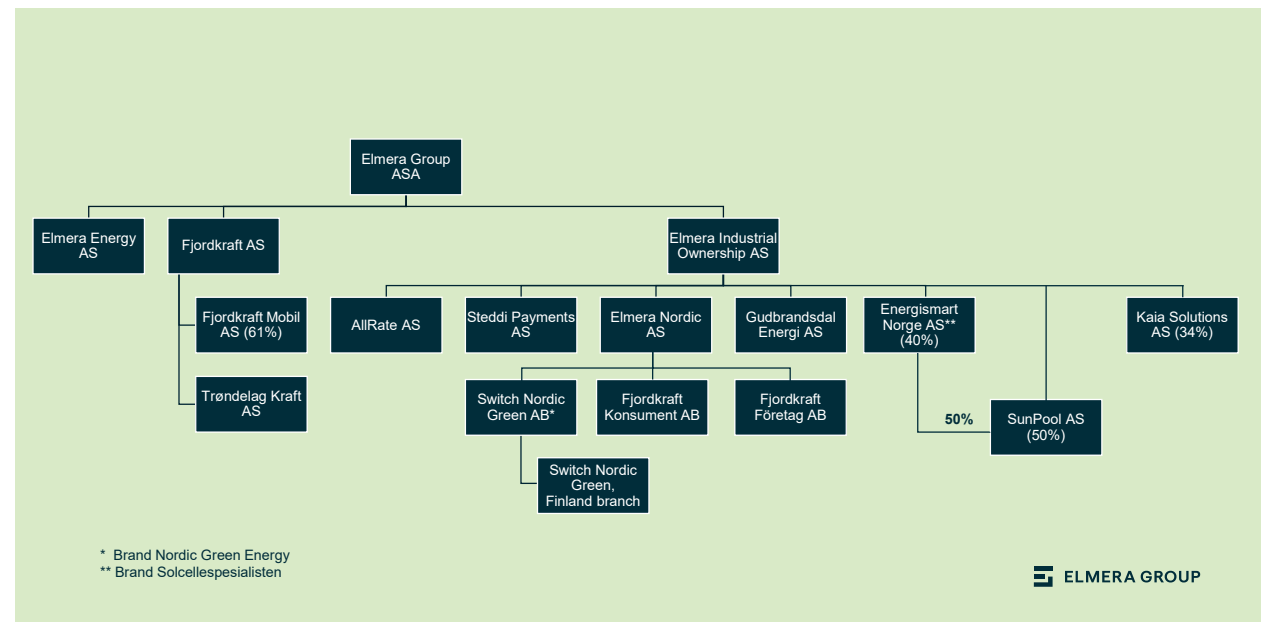 Elmera Group
ASA
Elmera Energy
AS
Fjordkraft AS
Elmera Industrial
Ownership AS
Fjordkraft Mobil
AS (61%)
AllRate AS
Steddi Payments
AS
Elmera Nordic
AS
Gudbrandsdal
Energi AS
Energismart
Norge AS**
(40%)
Kaia Solutions
AS (34%)
Trøndelag Kraft
AS
Switch Nordic
Green AB*
Fjordkraft
Konsument AB
Fjordkraft
Företag AB
50%
SunPool AS
(50%)
Switch Nordic
Green,
Finland branch
* Brand Nordic Green Energy
** Brand Solcellespesialisten
ELMERA GROUP